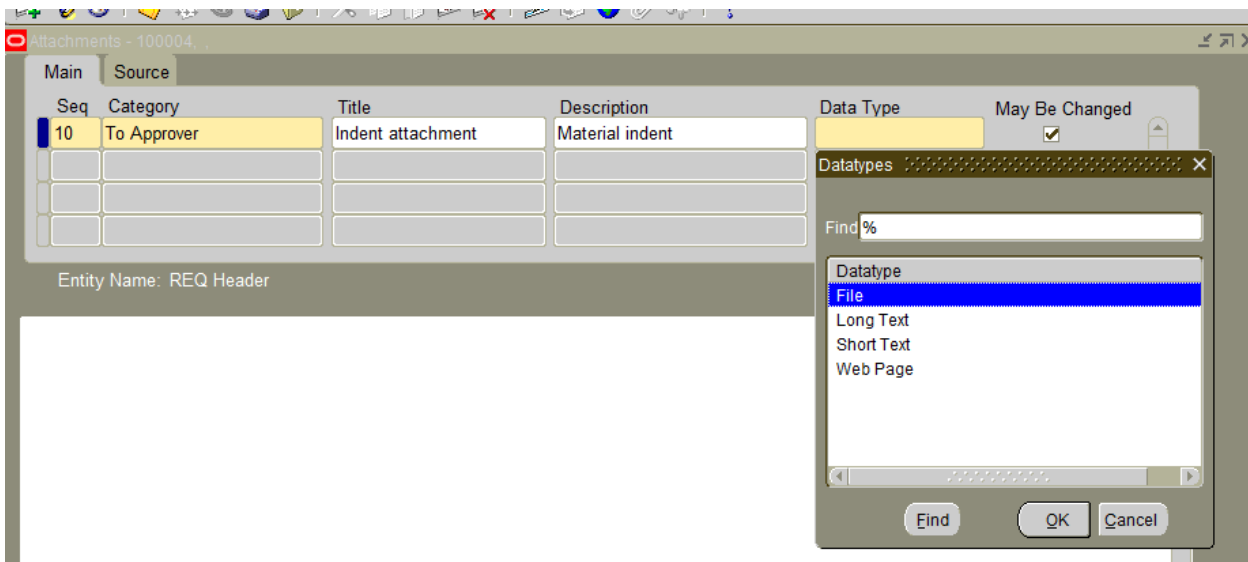 Attachments - 100004, ,
Main Source
Seq Category Title Description Data Type May Be Changed
10 To Approver Indent attachment Material indent
Datatypes
Find %
Entity Name: REQ Header
Datatype
File
Long Text
Short Text
Web Page
Find OK Cancel